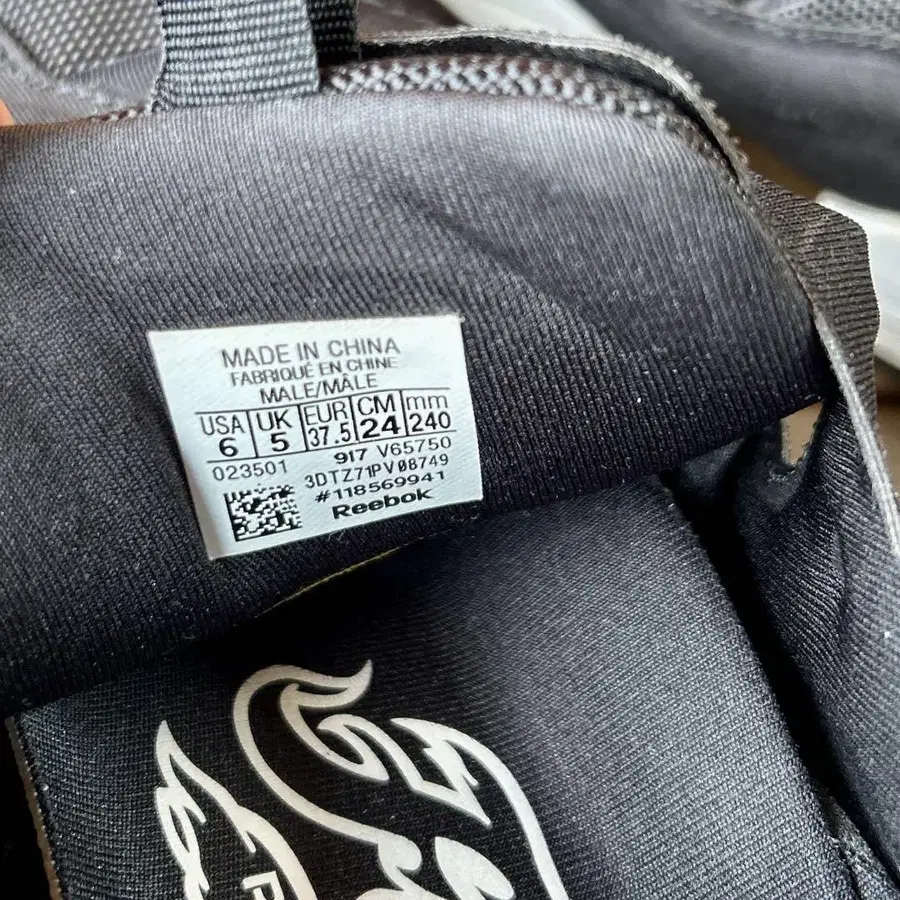 MADE IN CHINA
FABRIQUÉ EN CHINE
MALE/MÂLE
USA UK EUR CM mm
6 5 37.5 24 240
023501 917 V65750
3DTZ71PV08749
#118569941
Reebok